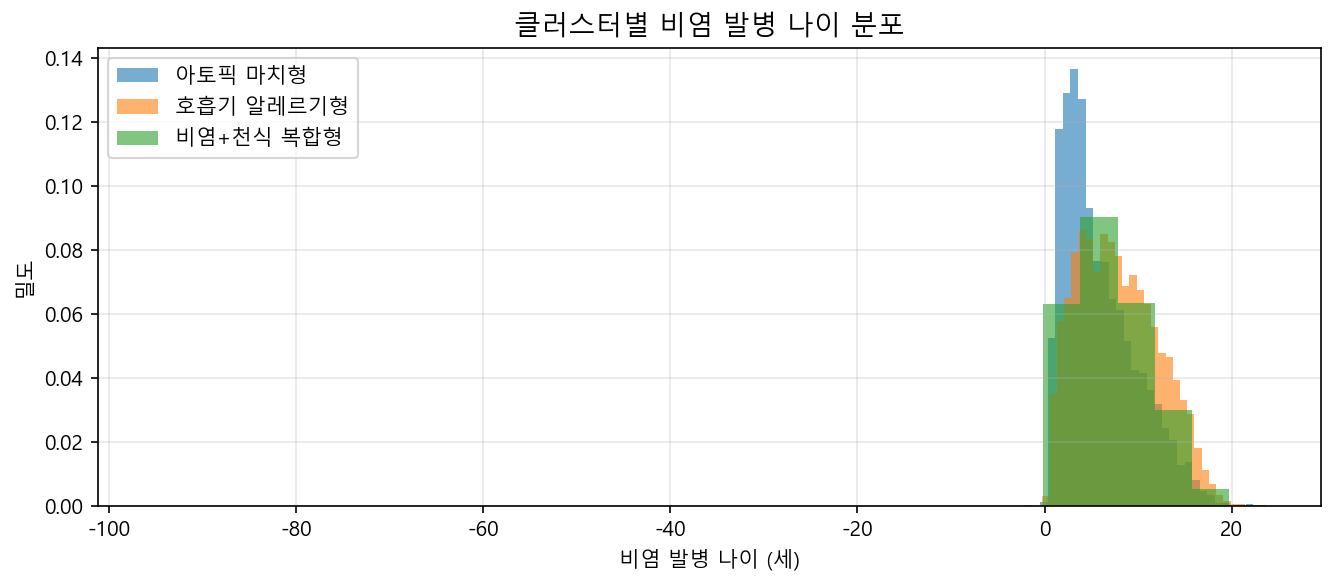 클러스터별 비염 발병 나이 분포
아토픽 마치형
호흡기 알레르기형
비염+천식 복합형
밀도
0.14
0.12
0.10
0.08
0.06
0.04
0.02
0.00
-100 -80 -60 -40 -20 0 20
비염 발병 나이 (세)